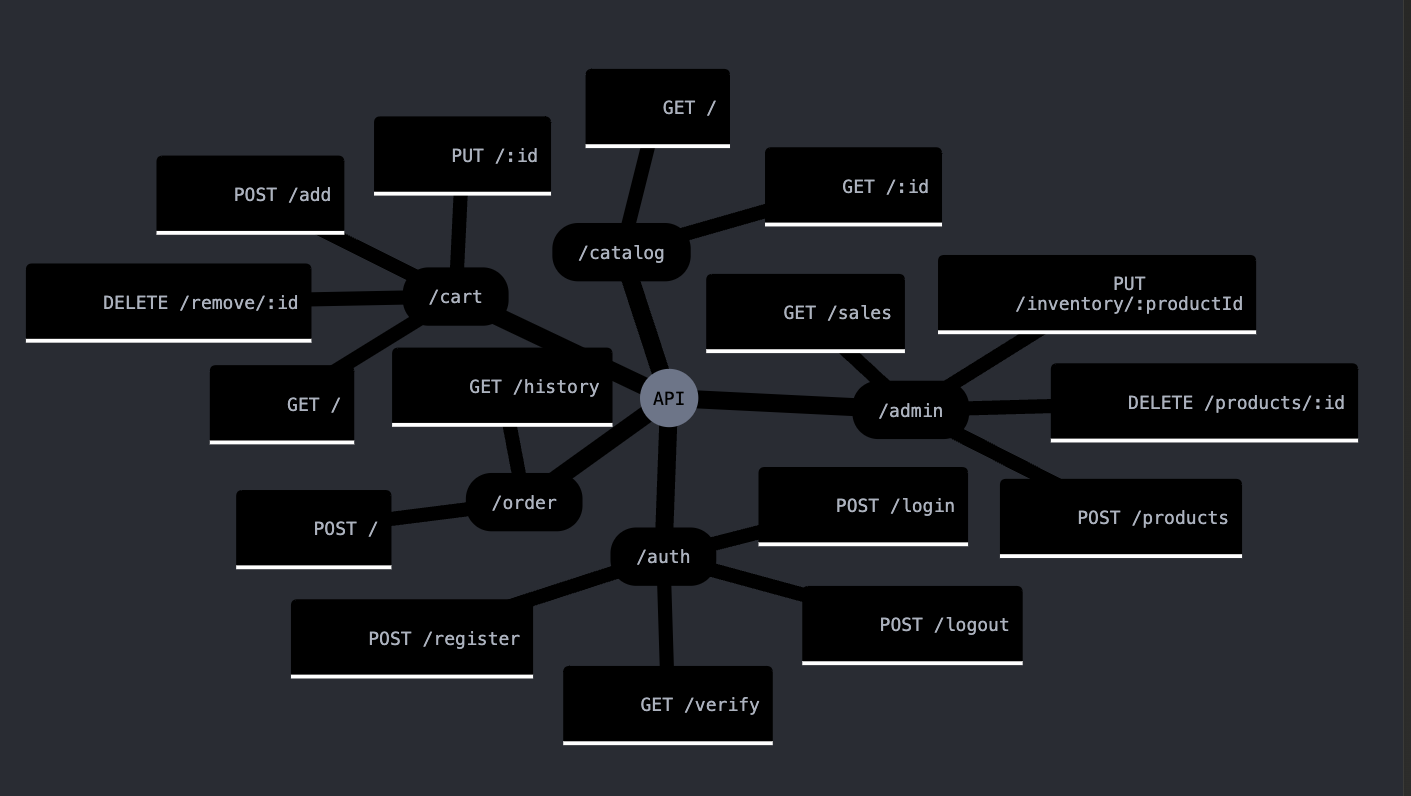 GET /
PUT /:id
GET /:id
POST /add
/catalog
PUT
/inventory/:productId
/cart
DELETE /remove/:id
GET /sales
GET /history
API
GET /
/admin
DELETE /products/:id
/order
POST /login
POST /products
POST /
/auth
POST /logout
POST /register
GET /verify